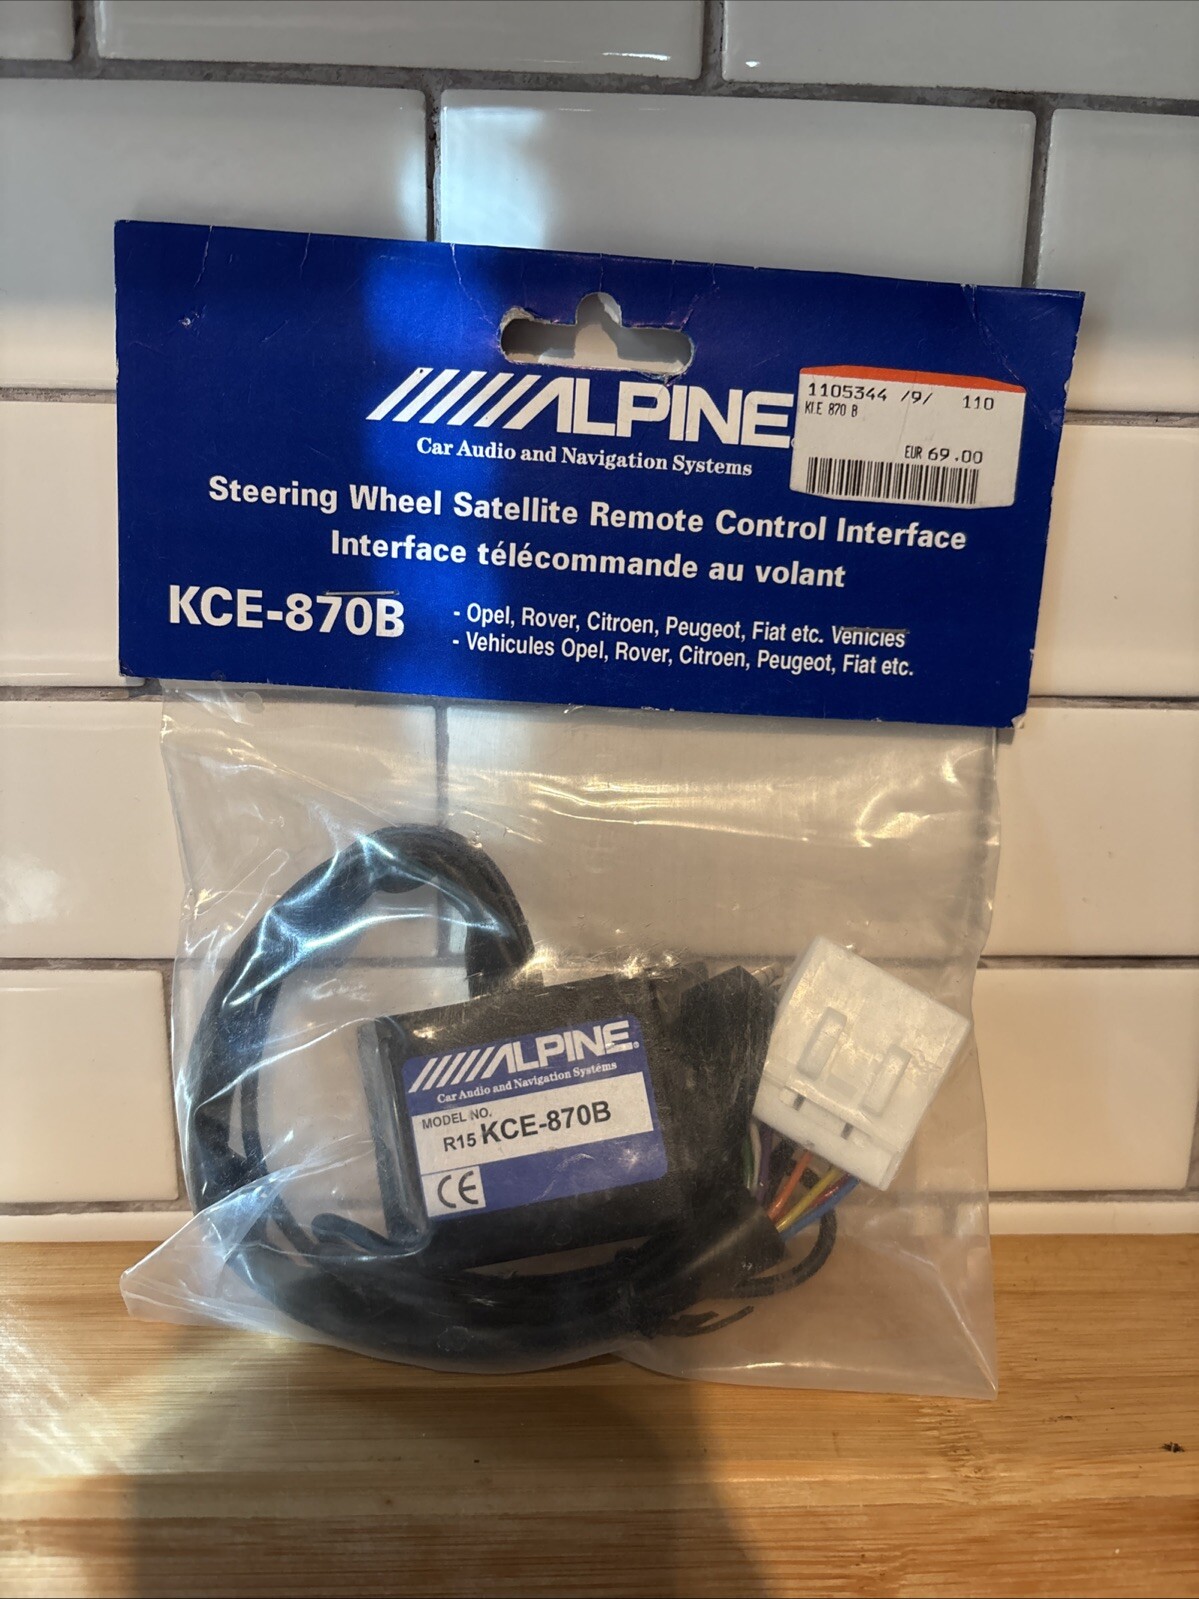 ALPINE
Car Audio and Navigation Systems
1105344 /9/ 110
KCE 870 B
EUR 69.00
Steering Wheel Satellite Remote Control Interface
Interface télécommande au volant
KCE-870B
- Opel, Rover, Citroen, Peugeot, Fiat etc. Vehicles
- Vehicules Opel, Rover, Citroen, Peugeot, Fiat etc.
ALPINE®
Car Audio and Navigation Systems
MODEL NO.
R15 KCE-870B
CE